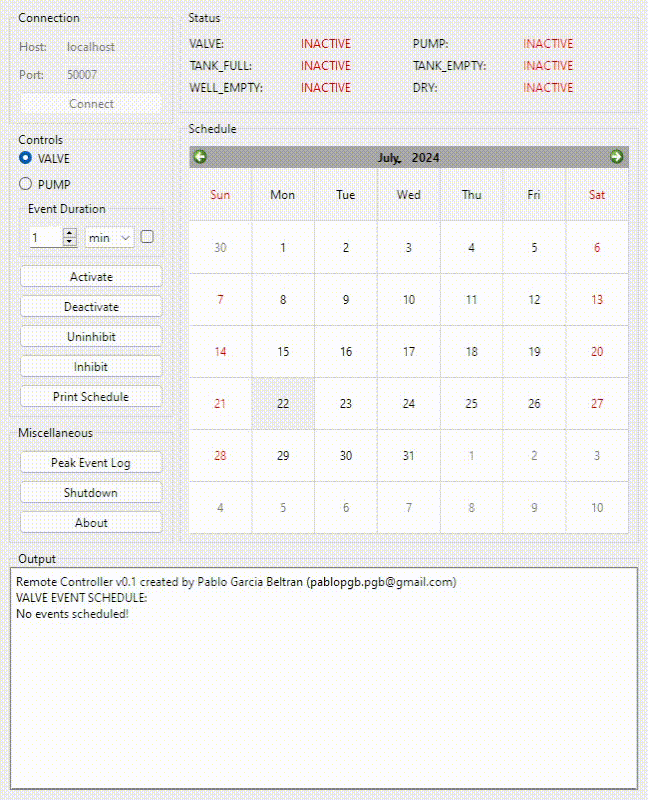 Connection
Host: localhost
Port: 50007
Connect
Controls
VALVE
PUMP
Event Duration
1 min
Activate
Deactivate
Uninhibit
Inhibit
Print Schedule
Miscellaneous
Peak Event Log
Shutdown
About
Status
VALVE: INACTIVE PUMP: INACTIVE
TANK_FULL: INACTIVE TANK_EMPTY: INACTIVE
WELL_EMPTY: INACTIVE DRY: INACTIVE
Schedule
July, 2024
Sun Mon Tue Wed Thu Fri Sat
30 1 2 3 4 5 6
7 8 9 10 11 12 13
14 15 16 17 18 19 20
21 22 23 24 25 26 27
28 29 30 31 1 2 3
4 5 6 7 8 9 10
Output
Remote Controller v0.1 created by Pablo Garcia Beltran (pablopgb.pgb@gmail.com)
VALVE EVENT SCHEDULE:
No events scheduled!